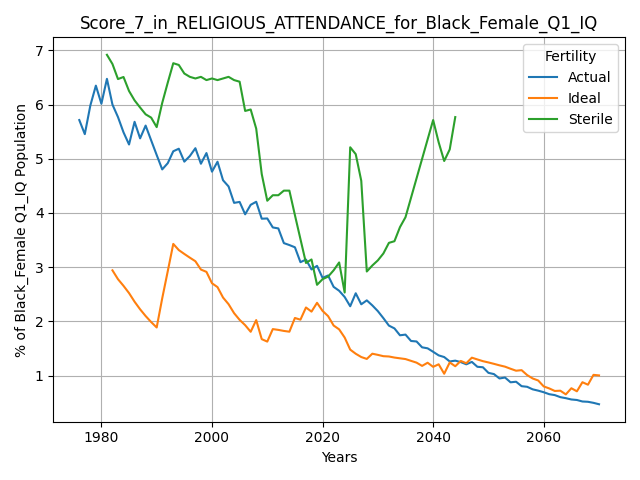 Score_7_in_RELIGIOUS_ATTENDANCE_for_Black_Female_Q1_IQ
% of Black_Female Q1_IQ Population
7
6
5
4
3
2
1
Fertility
Actual
Ideal
Sterile
1980
2000
2020
2040
2060
Years